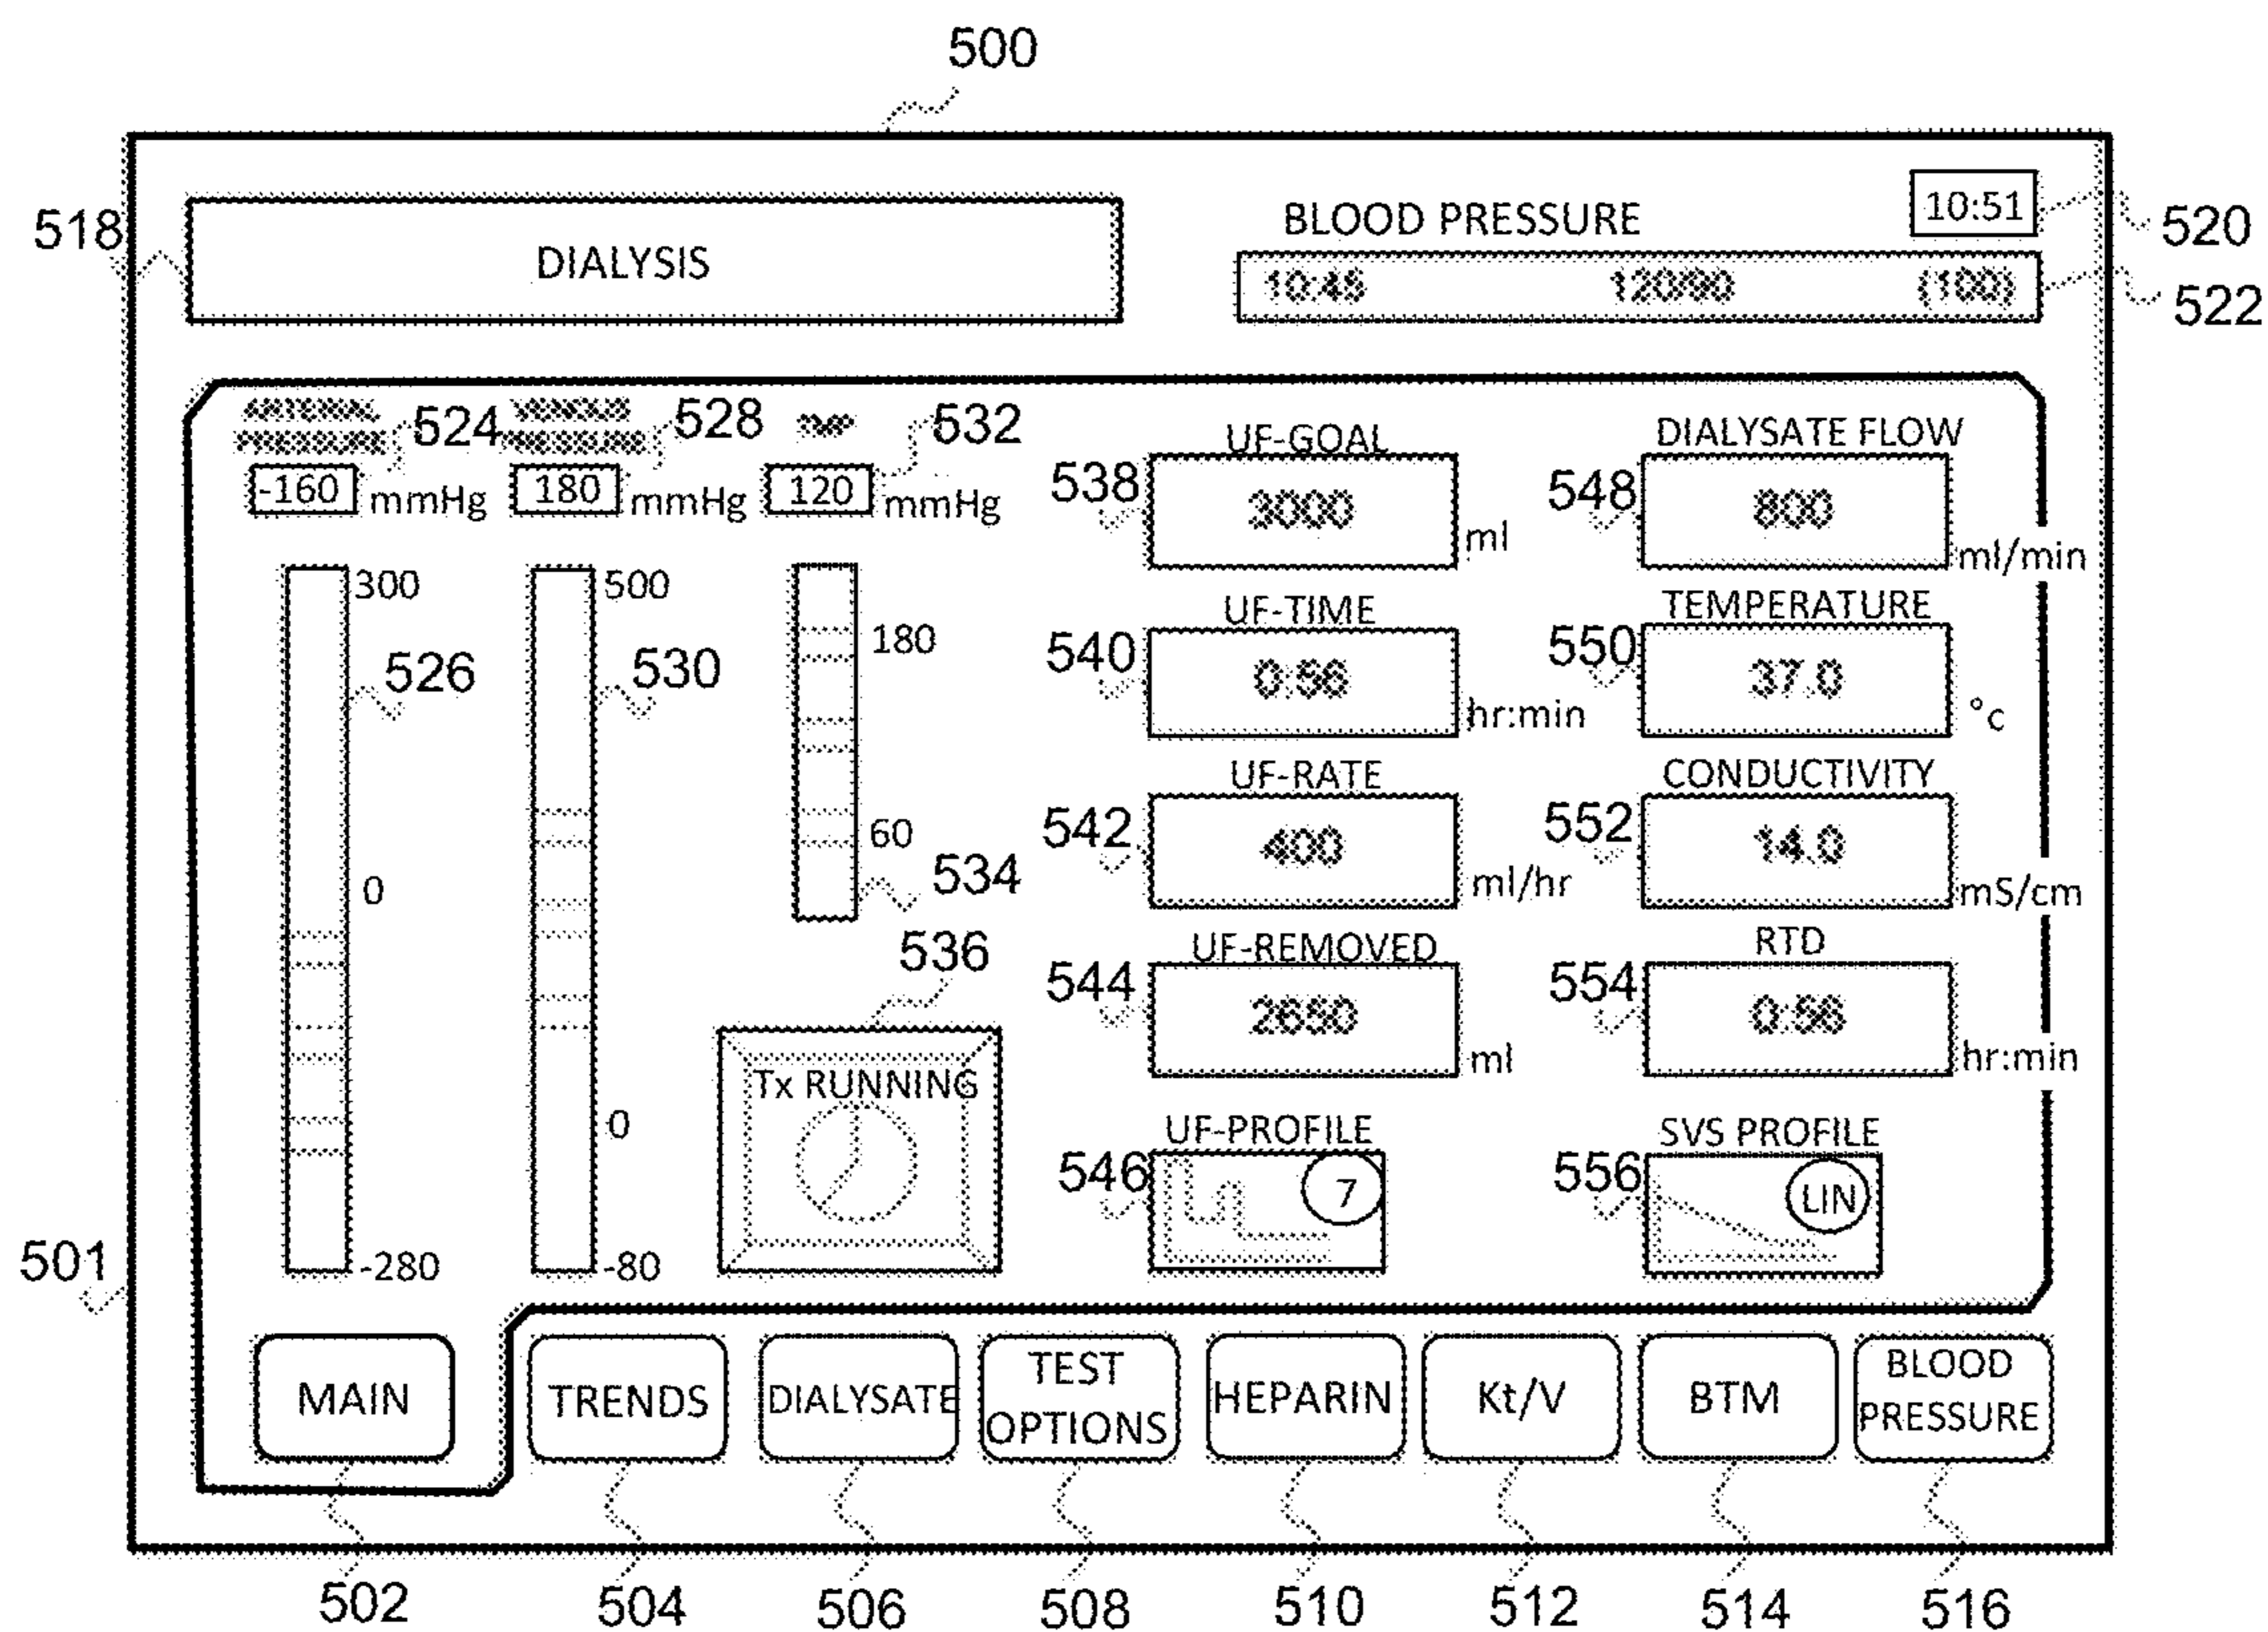 500
518
DIALYSIS
BLOOD PRESSURE
10:51
520
10:45 120/90 (100)
522
ARTERIAL
PRESSURE
524
-160 mmHg
VENOUS
PRESSURE
528
180 mmHg
TMP
532
120 mmHg
300
526
0
-280
500
530
0
-80
180
60
534
536
Tx RUNNING
UF-GOAL
538
3000
ml
UF-TIME
540
0:56
hr:min
UF-RATE
542
400
ml/hr
UF-REMOVED
544
2650
ml
UF-PROFILE
546
7
DIALYSATE FLOW
548
800
ml/min
TEMPERATURE
550
37.0
°c
CONDUCTIVITY
552
14.0
mS/cm
RTD
554
0:56
hr:min
SVS PROFILE
556
LIN
501
MAIN
TRENDS
DIALYSATE
TEST
OPTIONS
HEPARIN
Kt/V
BTM
BLOOD
PRESSURE
502 504 506 508 510 512 514 516